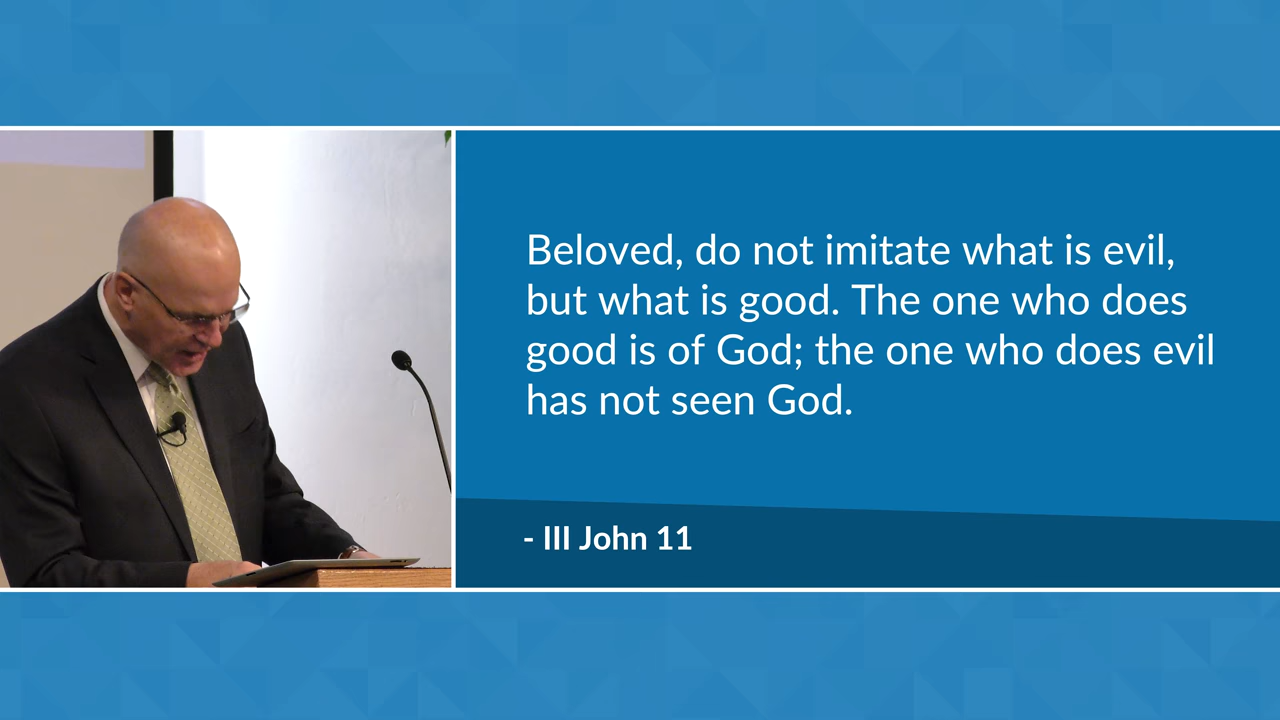 Beloved, do not imitate what is evil,
but what is good. The one who does
good is of God; the one who does evil
has not seen God.
- III John 11